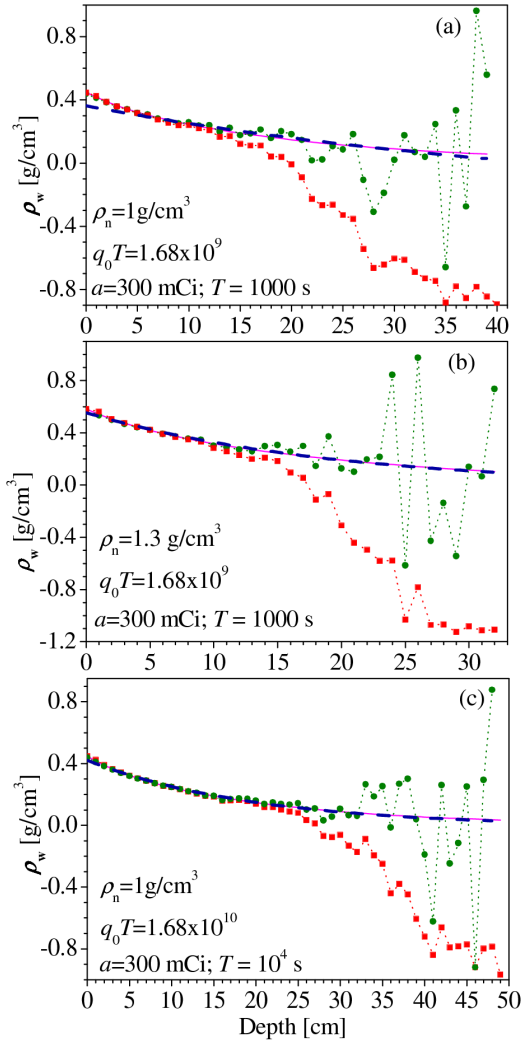 (a)
0.8
0.4
0.0
-0.4
-0.8
ρw [g/cm³]
ρn=1g/cm³
q₀T=1.68x10⁹
a=300 mCi; T = 1000 s
0 5 10 15 20 25 30 35 40
(b)
0.8
0.4
0.0
-0.4
-0.8
-1.2
ρw [g/cm³]
ρn=1.3 g/cm³
q₀T=1.68x10⁹
a=300 mCi; T = 1000 s
0 5 10 15 20 25 30
(c)
0.8
0.4
0.0
-0.4
-0.8
ρw [g/cm³]
ρn=1g/cm³
q₀T=1.68x10¹⁰
a=300 mCi; T = 10⁴ s
0 5 10 15 20 25 30 35 40 45 50
Depth [cm]